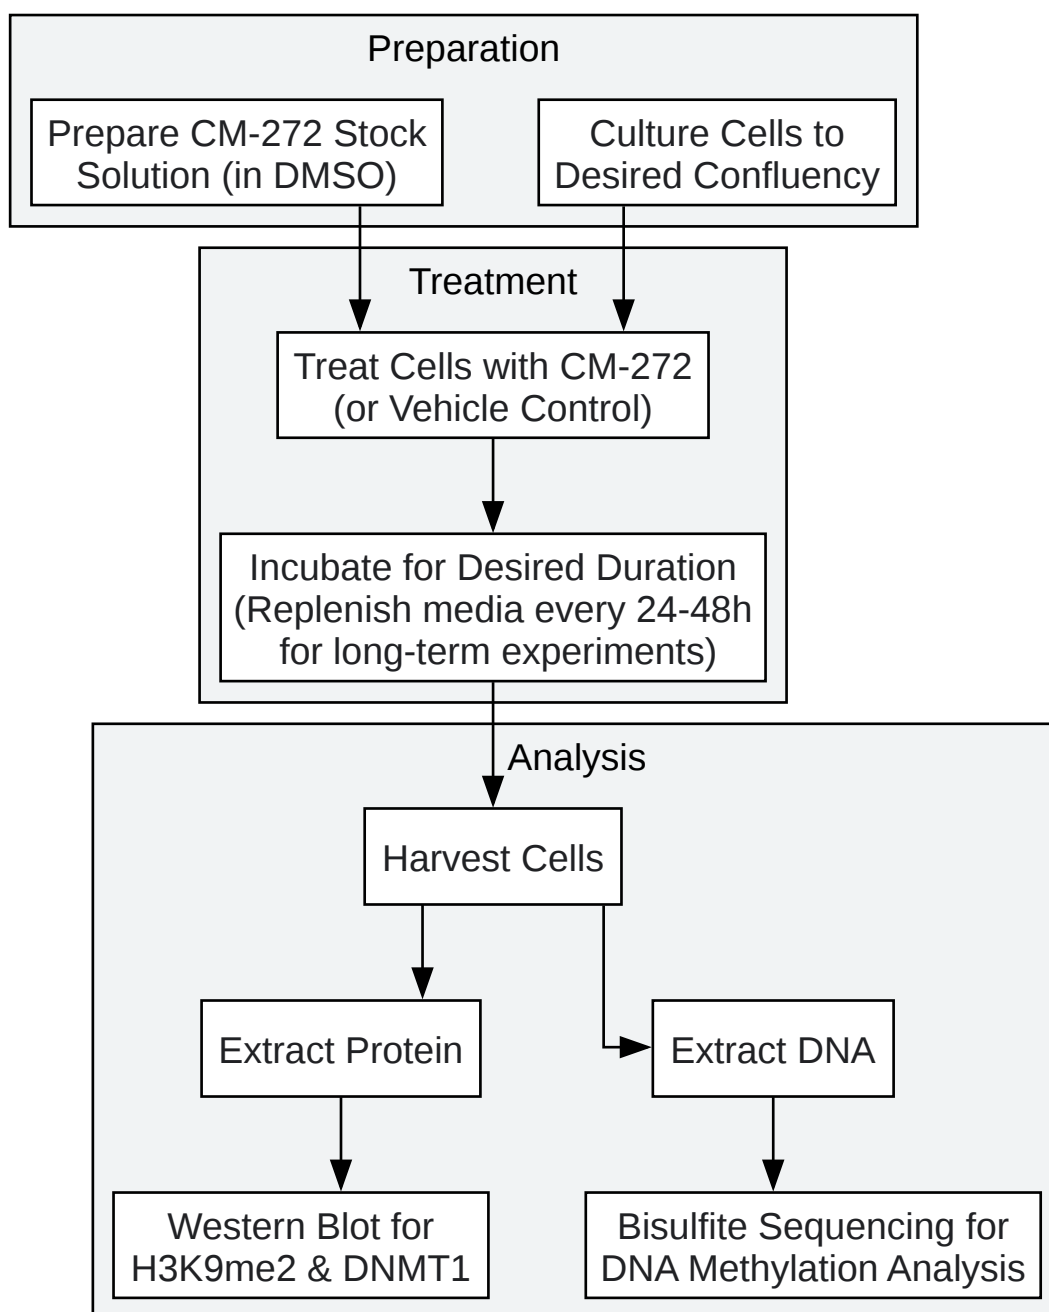 Preparation
Prepare CM-272 Stock
Solution (in DMSO)
Culture Cells to
Desired Confluency
Treatment
Treat Cells with CM-272
(or Vehicle Control)
Incubate for Desired Duration
(Replenish media every 24-48h
for long-term experiments)
Analysis
Harvest Cells
Extract Protein
Extract DNA
Western Blot for
H3K9me2 & DNMT1
Bisulfite Sequencing for
DNA Methylation Analysis